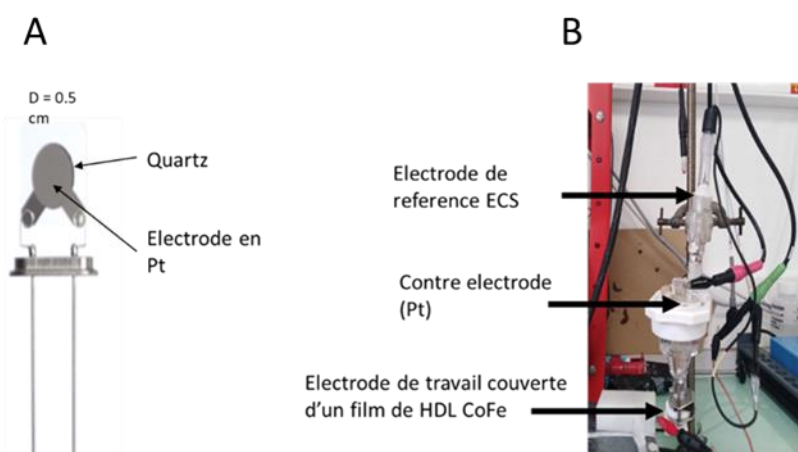 A
D = 0.5
cm
Quartz
Electrode en
Pt
B
Electrode de
reference ECS
Contre electrode
(Pt)
Electrode de travail couverte
d'un film de HDL CoFe